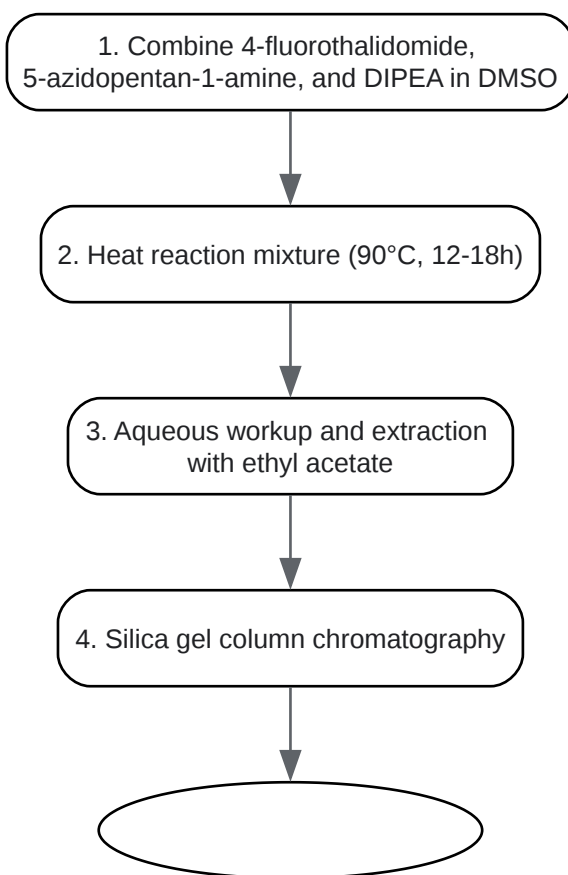 1. Combine 4-fluorothalidomide,
5-azidopentan-1-amine, and DIPEA in DMSO
2. Heat reaction mixture (90°C, 12-18h)
3. Aqueous workup and extraction
with ethyl acetate
4. Silica gel column chromatography